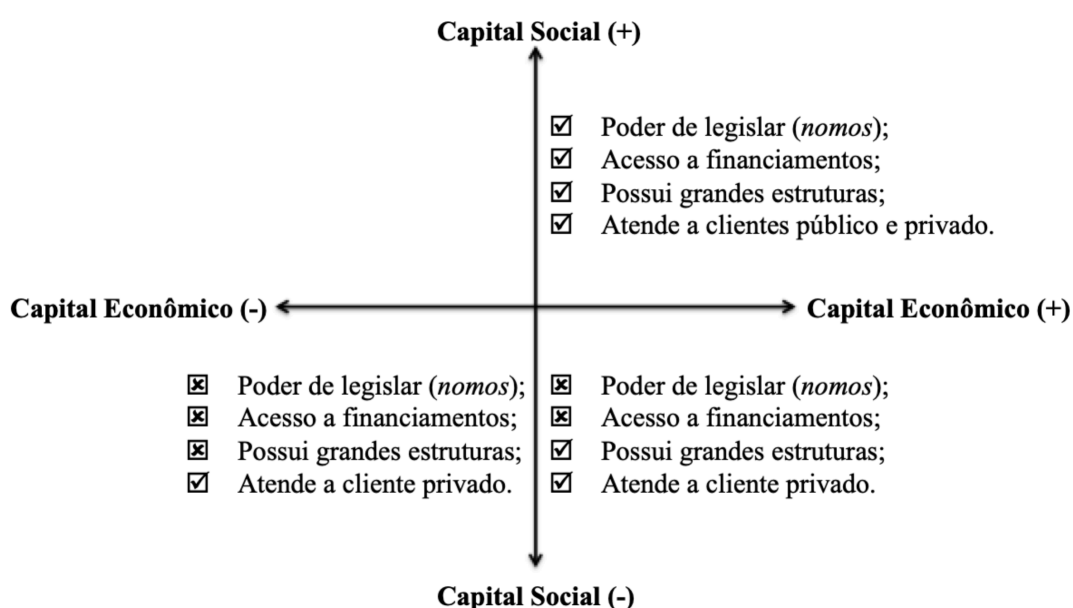 Capital Social (+)
☑ Poder de legislar (nomos);
☑ Acesso a financiamentos;
☑ Possui grandes estruturas;
☑ Atende a clientes público e privado.
Capital Econômico (-)
Capital Econômico (+)
☒ Poder de legislar (nomos);
☒ Acesso a financiamentos;
☒ Possui grandes estruturas;
☑ Atende a cliente privado.
☒ Poder de legislar (nomos);
☒ Acesso a financiamentos;
☑ Possui grandes estruturas;
☑ Atende a cliente privado.
Capital Social (-)